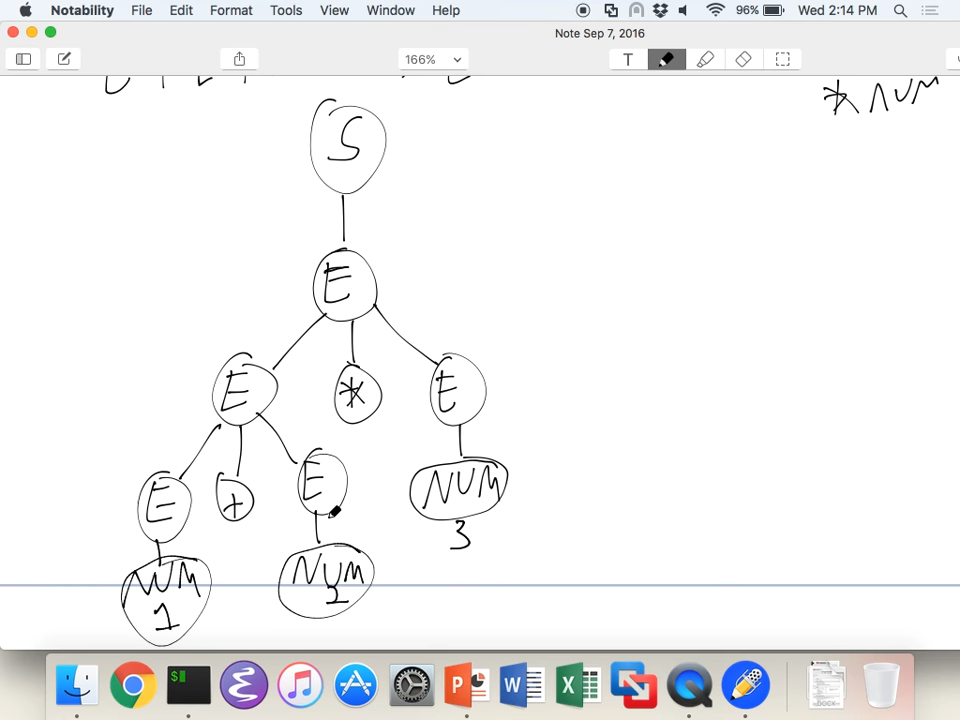 Notability File Edit Format Tools View Window Help 96% Wed 2:14 PM
Note Sep 7, 2016
166% T
* NUM
S
E
E * E
E + E NUM
3
NUM NUM
1 2
$ P W X
DOCX